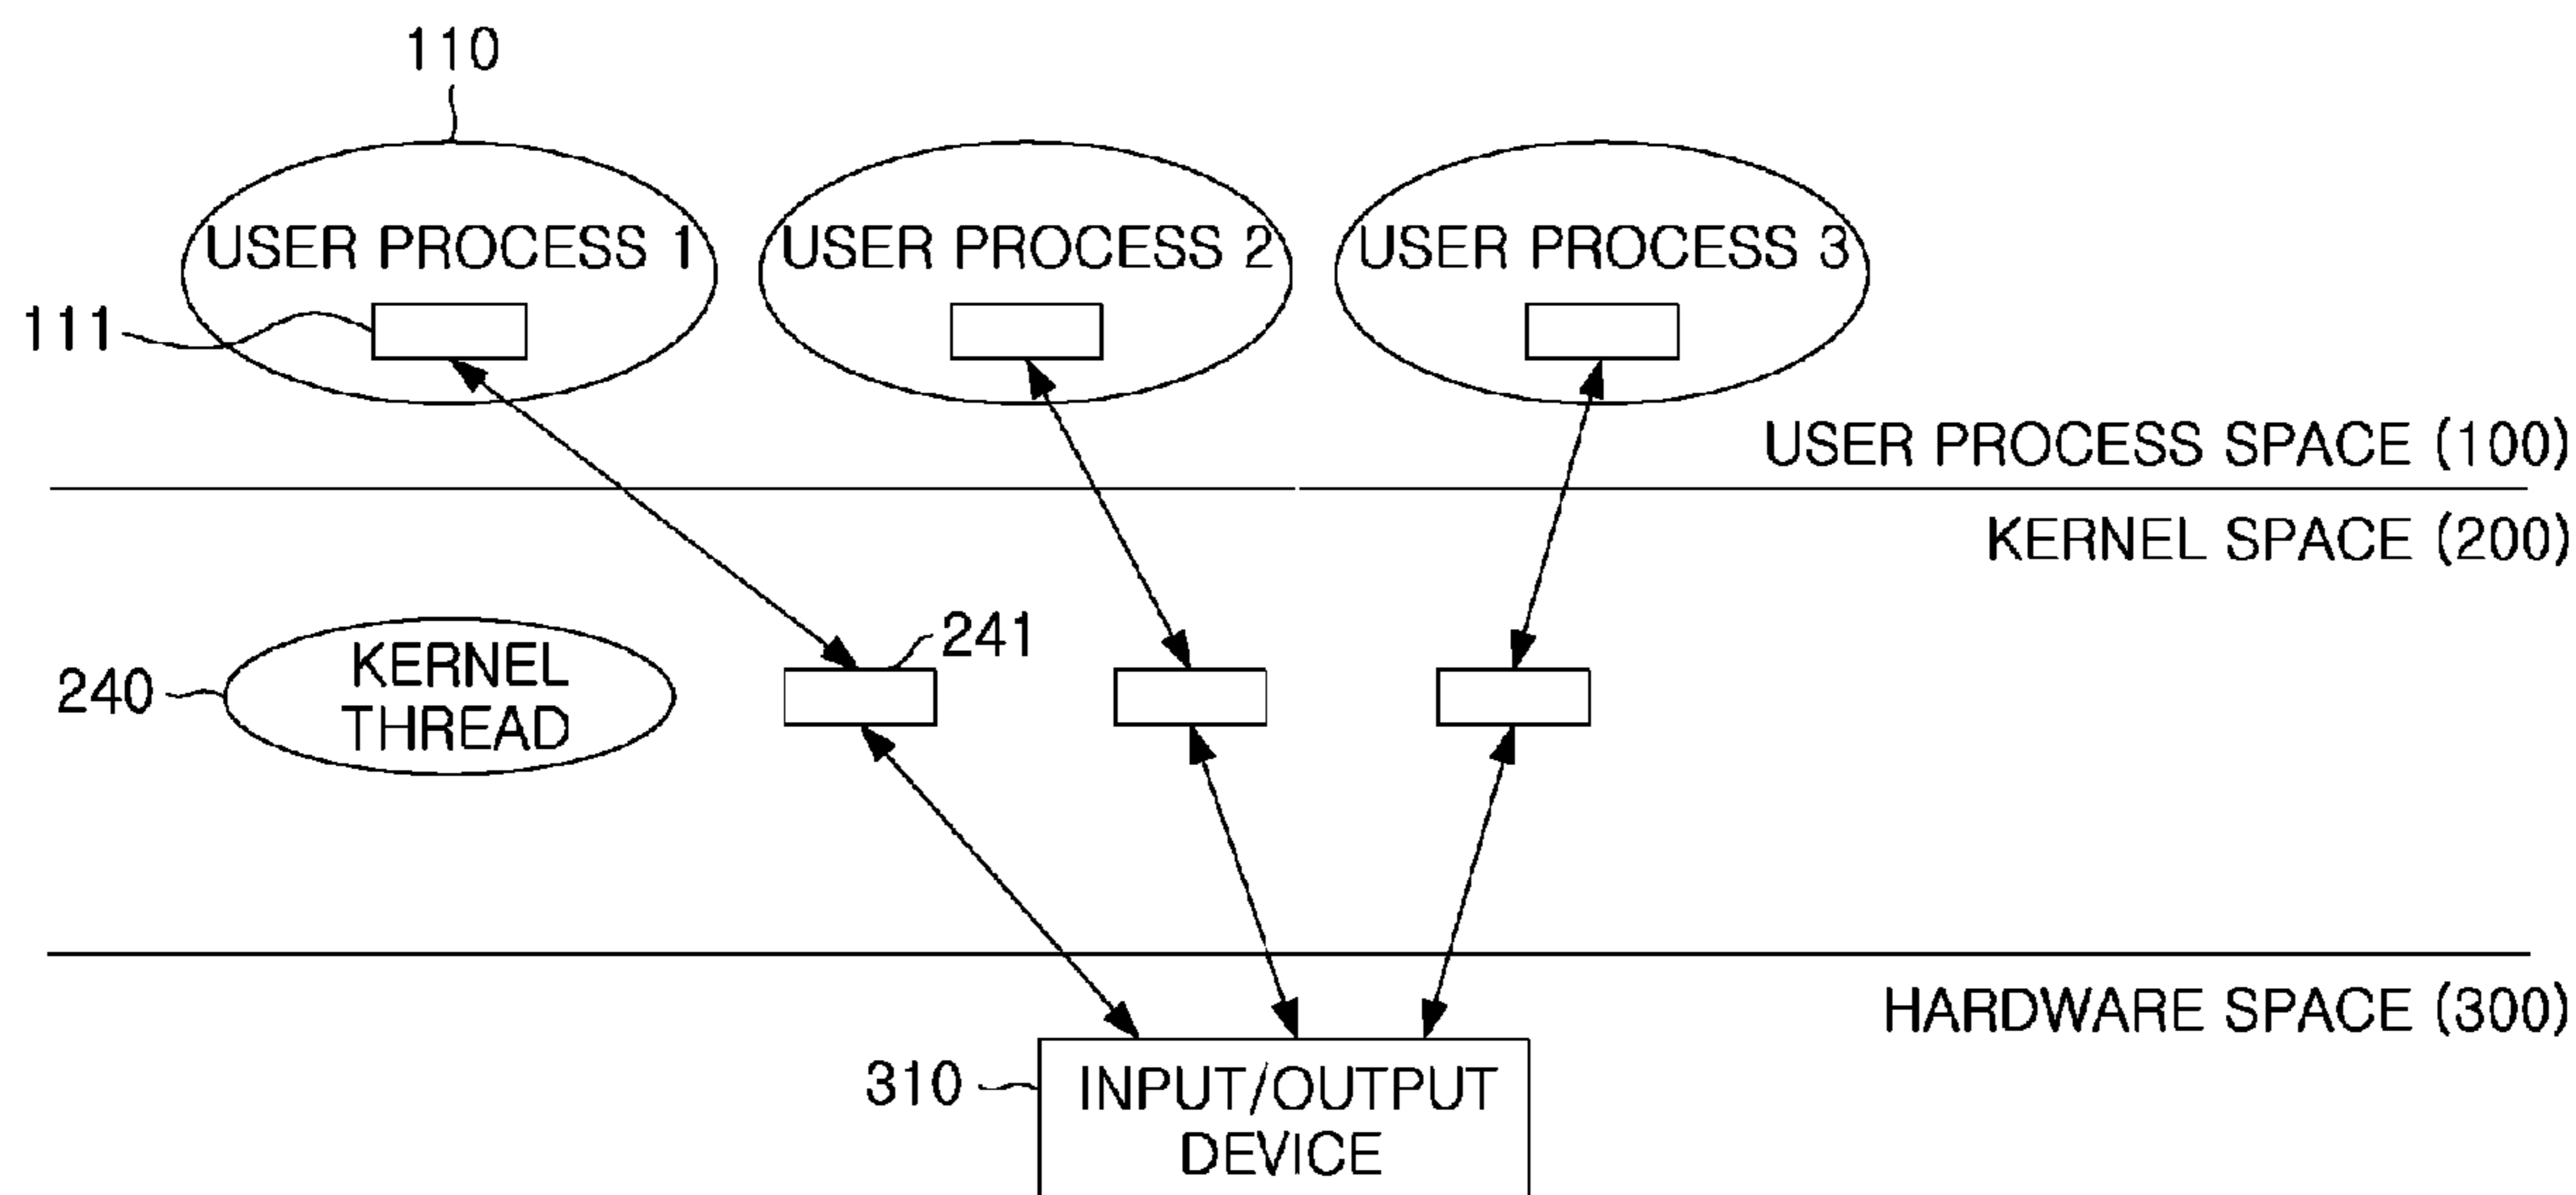 110
USER PROCESS 1
USER PROCESS 2
USER PROCESS 3
111
USER PROCESS SPACE (100)
KERNEL SPACE (200)
241
240
KERNEL
THREAD
HARDWARE SPACE (300)
310
INPUT/OUTPUT
DEVICE